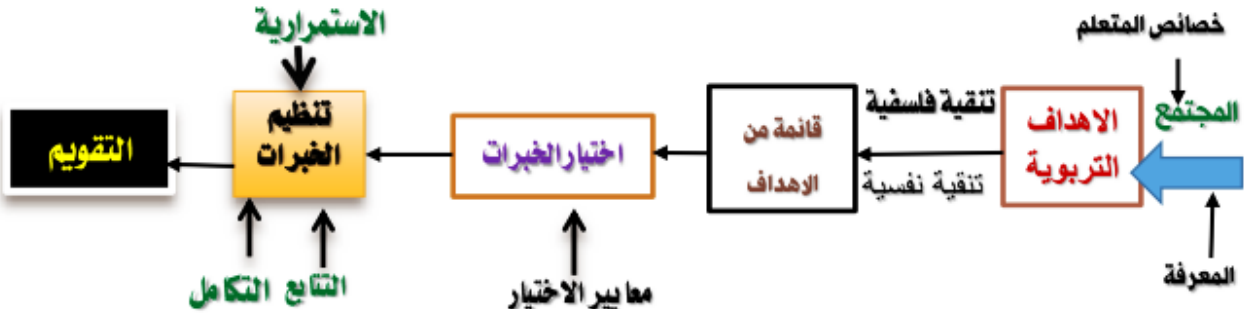 خصائص المتعلم
المجتمع
المعرفة
الاهداف
التربوية
تنقية فلسفية
تنقية نفسية
قائمة من
الاهداف
اختيار الخبرات
معايير الاختيار
الاستمرارية
تنظيم
الخبرات
التتابع التكامل
التقويم